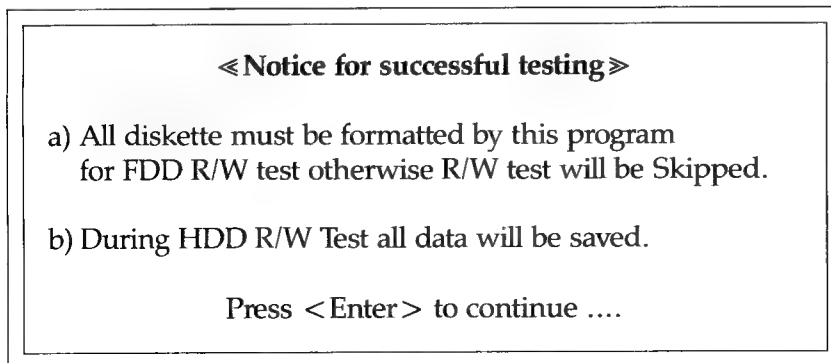 ≪Notice for successful testing≫
a) All diskette must be formatted by this program
for FDD R/W test otherwise R/W test will be Skipped.
b) During HDD R/W Test all data will be saved.
Press <Enter> to continue ....